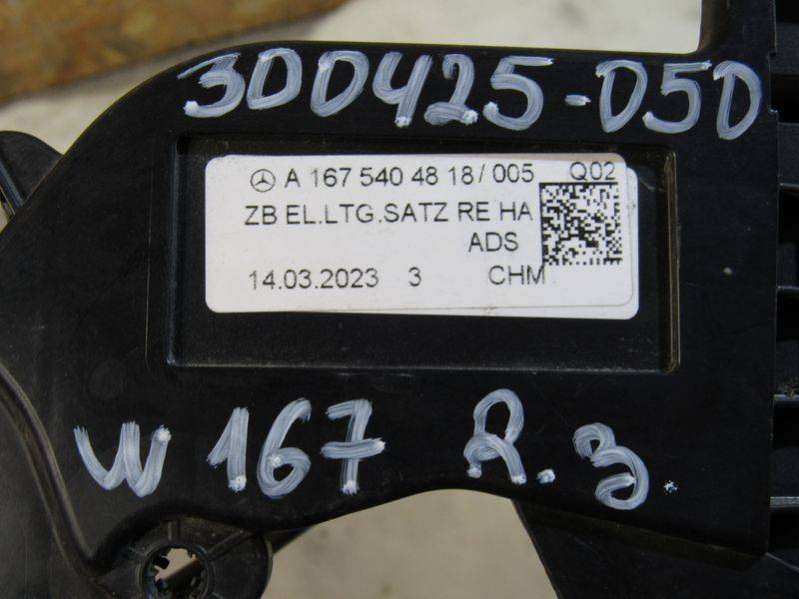 300425-050
A 167 540 48 18/ 005 Q02
ZB EL.LTG.SATZ RE HA
ADS
14.03.2023 3 CHM
W 167 R.З.